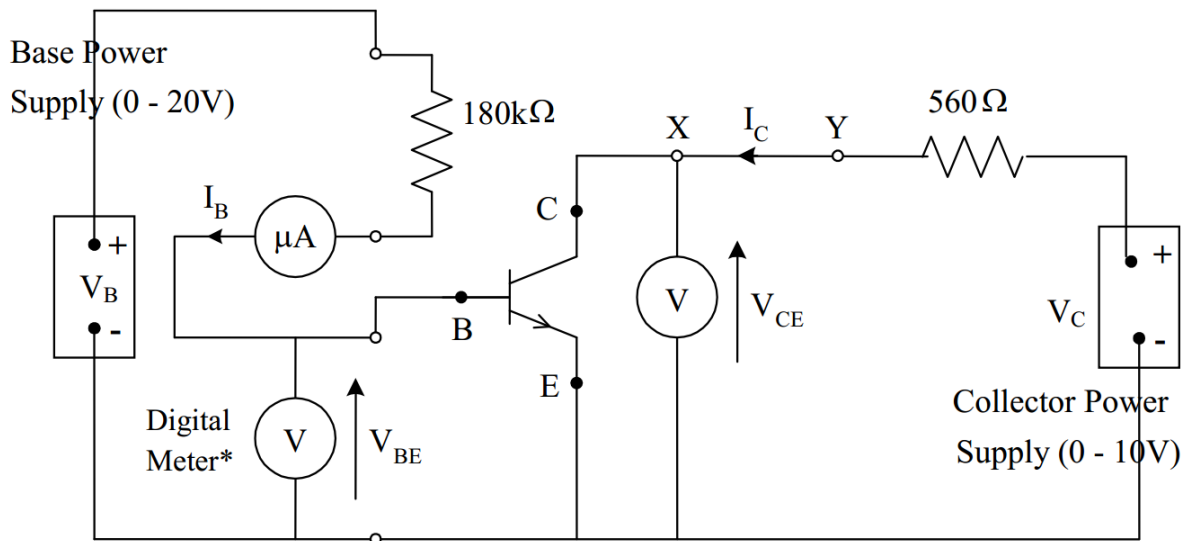 Base Power
Supply (0 - 20V)
180kΩ
560Ω
X
I_C
Y
I_B
µA
C
+
V_B
-
B
V
V_CE
+
V_C
-
E
Digital
Meter*
V
V_BE
Collector Power
Supply (0 - 10V)